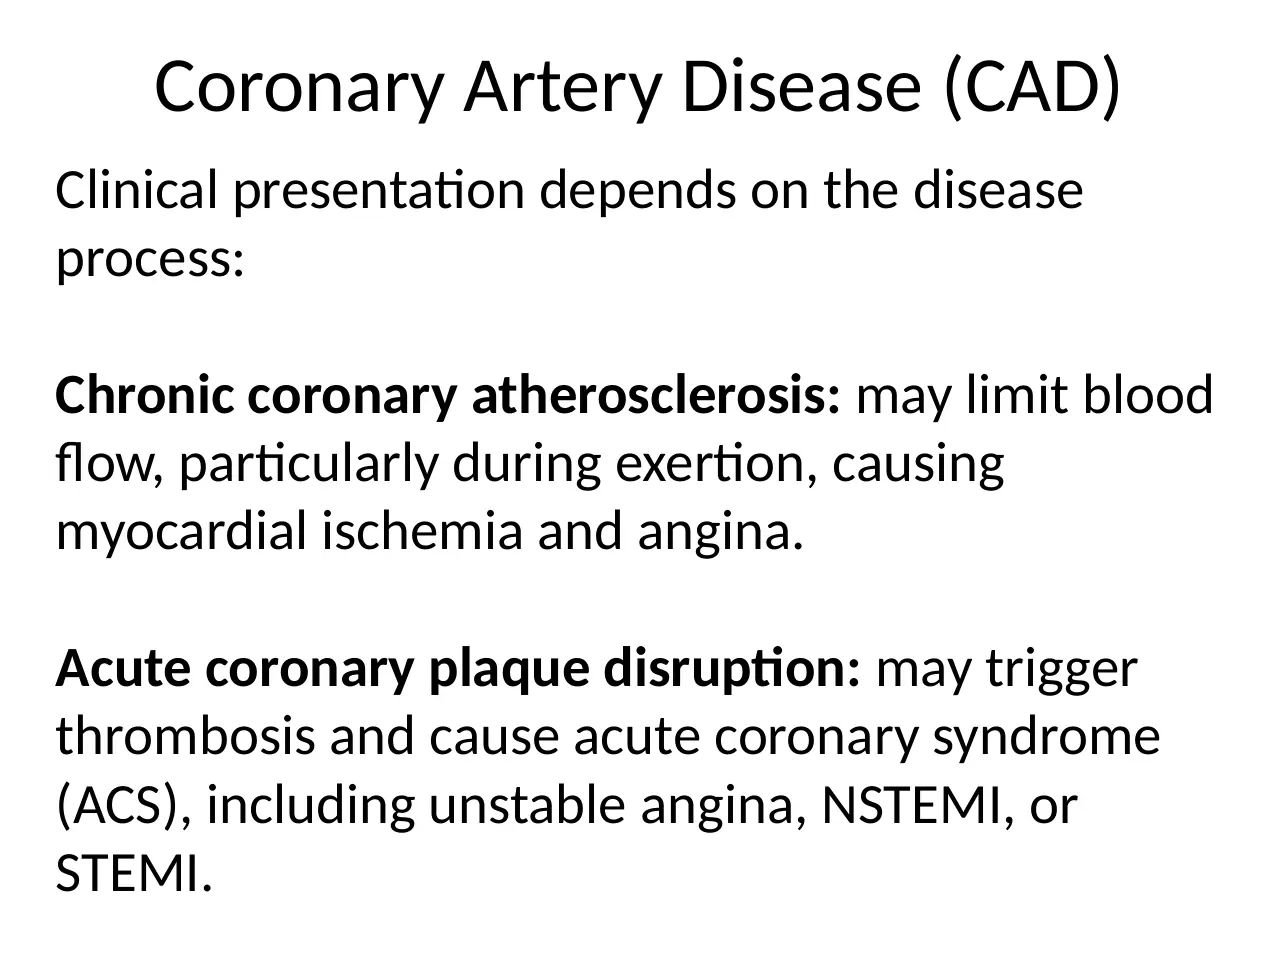 Coronary Artery Disease (CAD)
Clinical presentation depends on the disease
process:
Chronic coronary atherosclerosis: may limit blood
flow, particularly during exertion, causing
myocardial ischemia and angina.
Acute coronary plaque disruption: may trigger
thrombosis and cause acute coronary syndrome
(ACS), including unstable angina, NSTEMI, or
STEMI.